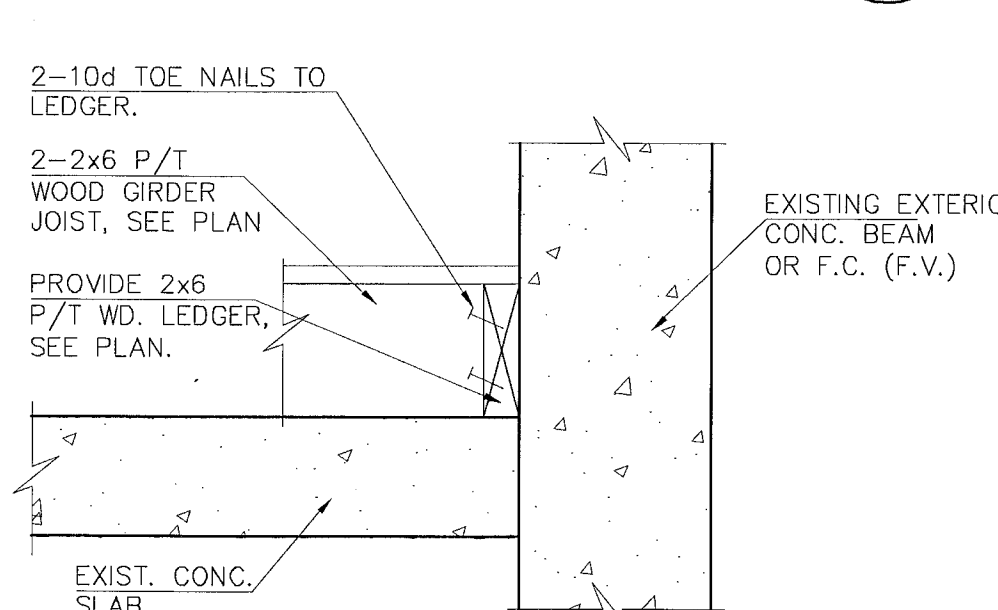 2-10d TOE NAILS TO
LEDGER.
2-2x6 P/T
WOOD GIRDER
JOIST, SEE PLAN
PROVIDE 2x6
P/T WD. LEDGER,
SEE PLAN.
EXISTING EXTERIO
CONC. BEAM
OR F.C. (F.V.)
EXIST. CONC.
SLAB